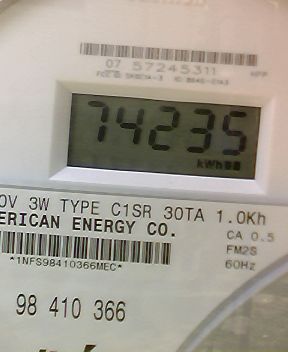 07 57245311
74235
kWh
0V 3W TYPE C1SR 30TA 1.0Kh
ERICAN ENERGY CO.
CA 0.5
FM2S
*1NFS98410366MEC*
60Hz
98 410 366